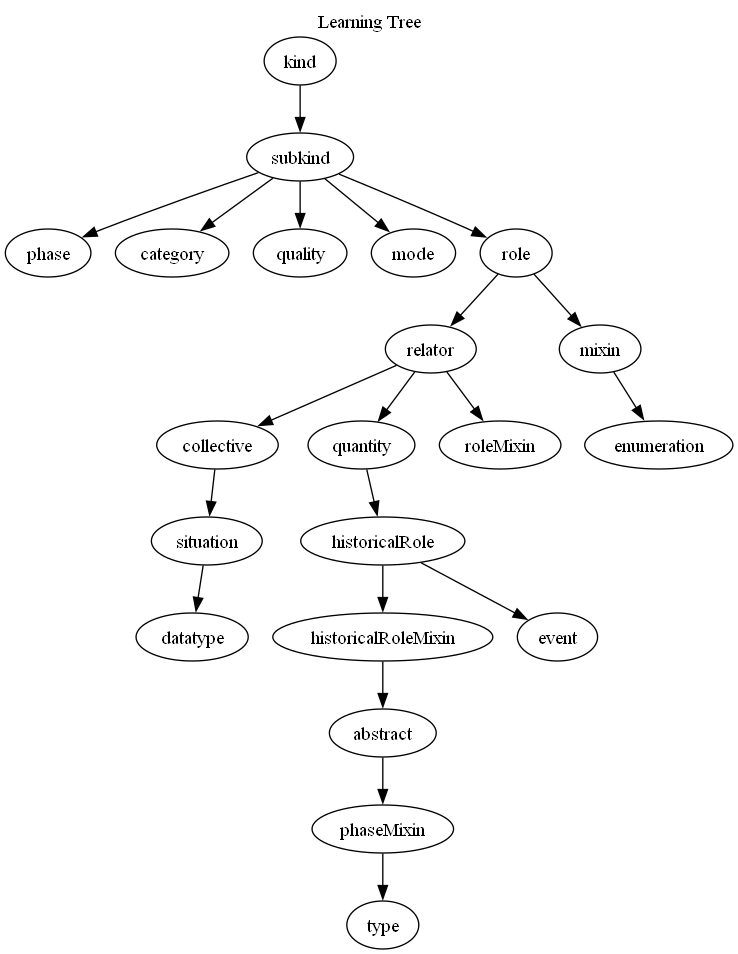 Learning Tree
kind
subkind
phase
category
quality
mode
role
relator
mixin
collective
quantity
roleMixin
enumeration
situation
historicalRole
datatype
historicalRoleMixin
event
abstract
phaseMixin
type